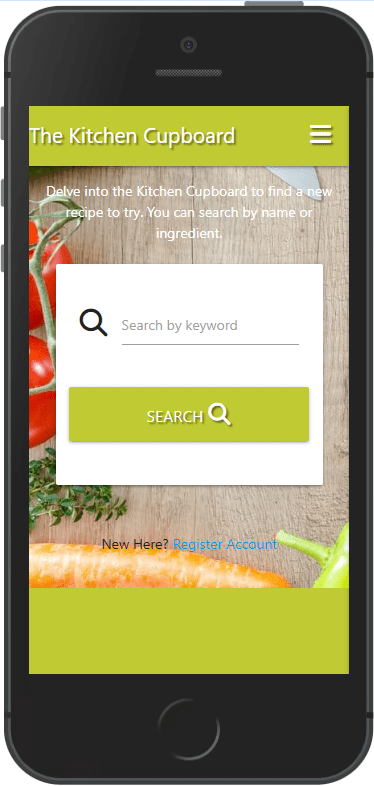 The Kitchen Cupboard
Delve into the Kitchen Cupboard to find a new
recipe to try. You can search by name or
ingredient.
Search by keyword
SEARCH
New Here? Register Account